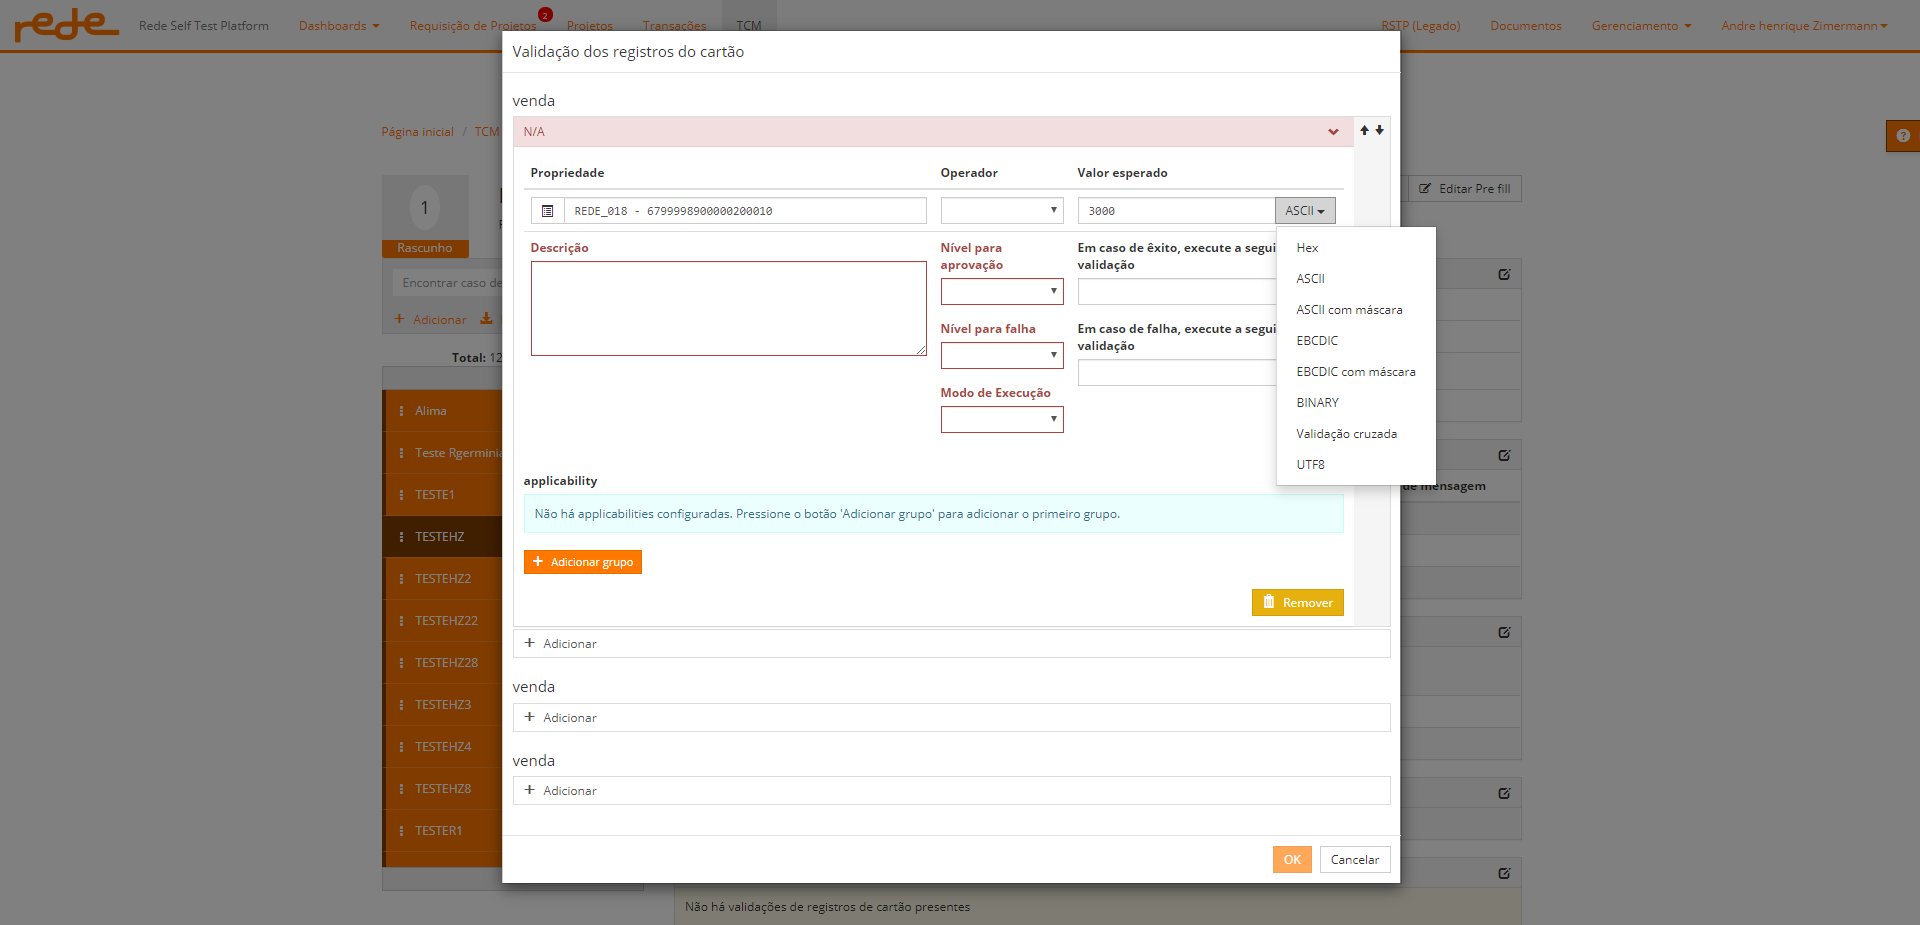 rede Rede Self Test Platform Dashboards Requisição de Projetos 2 Projetos Transacões TCM RSTP (Legado) Documentos Gerenciamento Andre henrique Zimermann
Validação dos registros do cartão
venda
Página inicial / TCM
N/A
Propriedade Operador Valor esperado
1
Editar Pre fill
REDE_018 - 6799998900000200010 3000 ASCII
Rascunho
Descrição Nível para aprovação Em caso de êxito, execute a segui validação
Hex
ASCII
ASCII com máscara
EBCDIC
EBCDIC com máscara
BINARY
Validação cruzada
UTF8
Encontrar caso de
Adicionar
Nível para falha Em caso de falha, execute a segui validação
Total: 12
Modo de Execução
Alima
Teste Rgerminia
TESTE1
TESTEHZ
TESTEHZ2
TESTEHZ22
TESTEHZ28
TESTEHZ3
TESTEHZ4
TESTEHZ8
TESTER1
de mensagem
applicability
Não há applicabilities configuradas. Pressione o botão 'Adicionar grupo' para adicionar o primeiro grupo.
Adicionar grupo
Remover
Adicionar
venda
Adicionar
venda
Adicionar
OK Cancelar
Não há validações de registros de cartão presentes